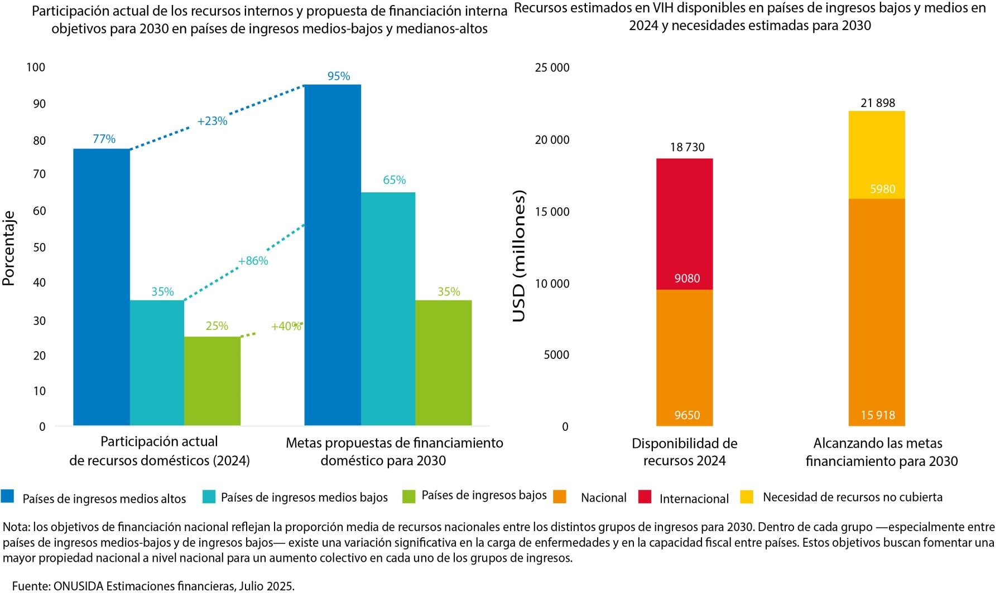 Participación actual de los recursos internos y propuesta de financiación interna
objetivos para 2030 en países de ingresos medios-bajos y medianos-altos
100
90
80
70
60
50
40
30
20
10
0
Porcentaje
77%
35%
25%
+23%
+86%
+40%
95%
65%
35%
Participación actual
de recursos domésticos (2024)
Metas propuestas de financiamiento
doméstico para 2030
Recursos estimados en VIH disponibles en países de ingresos bajos y medios en
2024 y necesidades estimadas para 2030
25 000
20 000
15 000
10 000
5000
0
USD (millones)
18 730
9080
9650
21 898
5980
15 918
Disponibilidad de
recursos 2024
Alcanzando las metas
financiamiento para 2030
Países de ingresos medios altos
Países de ingresos medios bajos
Países de ingresos bajos
Nacional
Internacional
Necesidad de recursos no cubierta
Nota: los objetivos de financiación nacional reflejan la proporción media de recursos nacionales entre los distintos grupos de ingresos para 2030. Dentro de cada grupo —especialmente entre
países de ingresos medios-bajos y de ingresos bajos— existe una variación significativa en la carga de enfermedades y en la capacidad fiscal entre países. Estos objetivos buscan fomentar una
mayor propiedad nacional a nivel nacional para un aumento colectivo en cada uno de los grupos de ingresos.
Fuente: ONUSIDA Estimaciones financieras, Julio 2025.